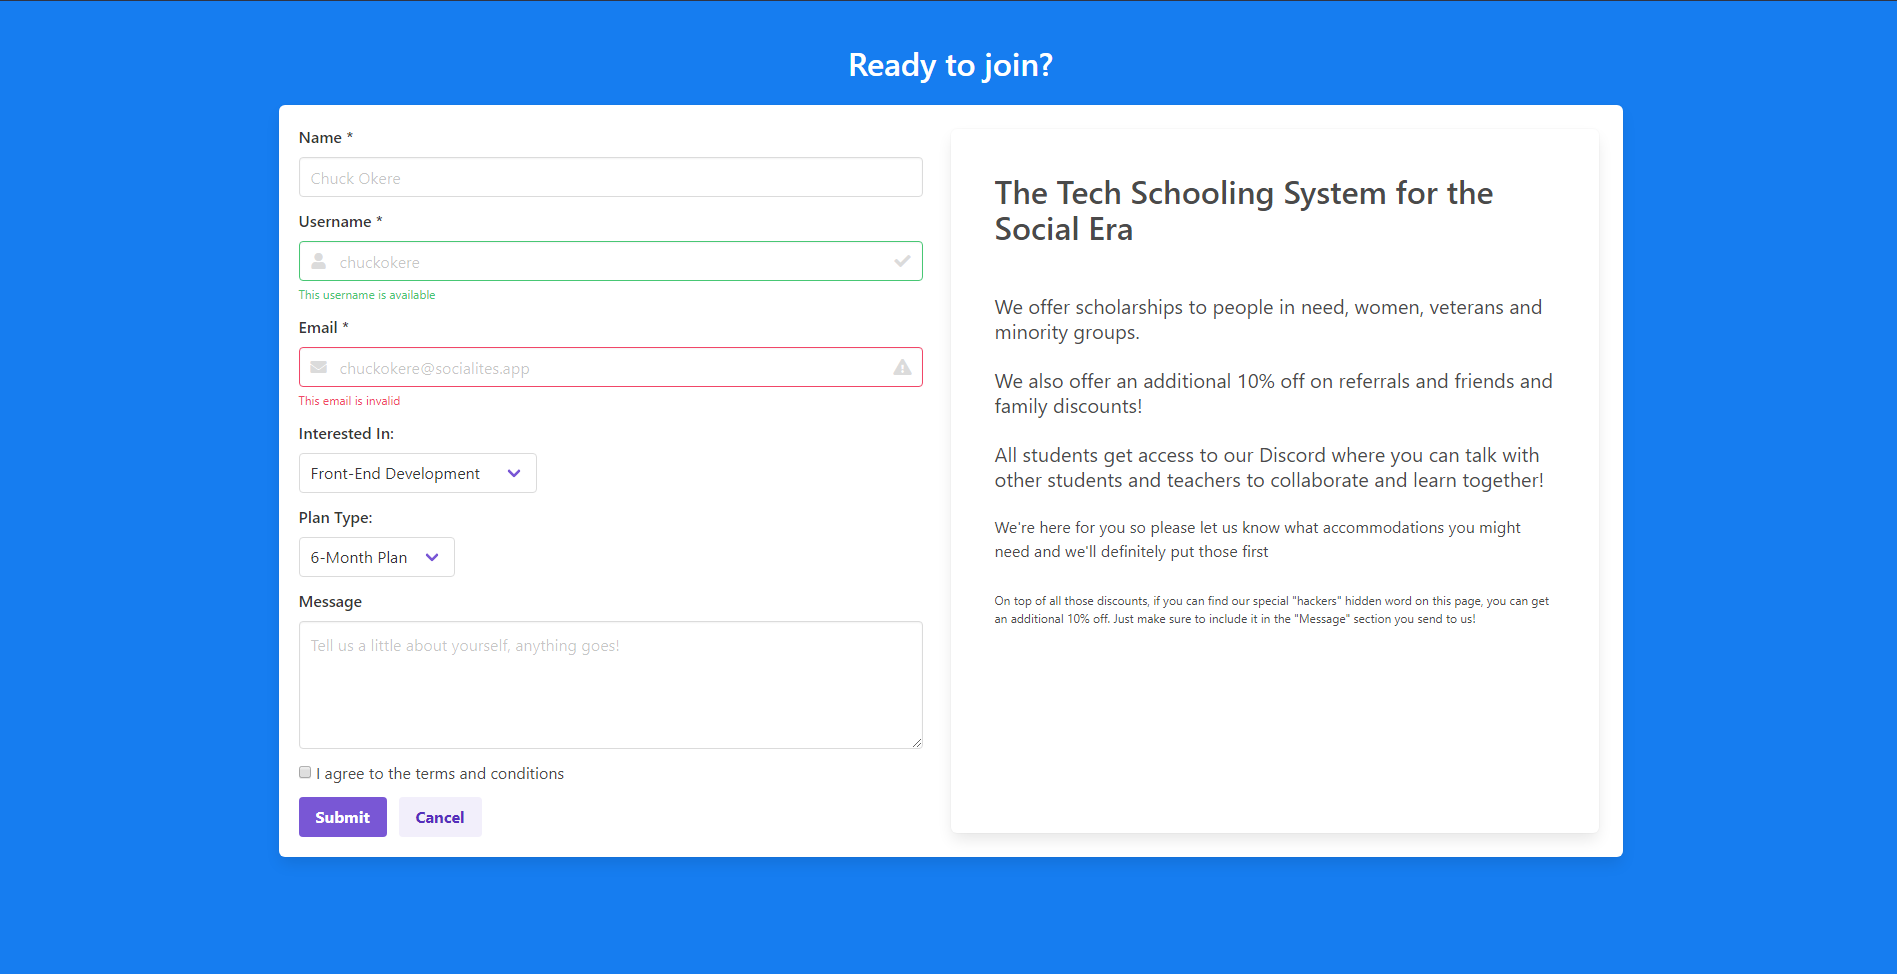 Ready to join?
Name *
Chuck Okere
Username *
chuckokere
This username is available
Email *
chuckokere@socialites.app
This email is invalid
Interested In:
Front-End Development
Plan Type:
6-Month Plan
Message
Tell us a little about yourself, anything goes!
I agree to the terms and conditions
Submit
Cancel
The Tech Schooling System for the
Social Era
We offer scholarships to people in need, women, veterans and
minority groups.
We also offer an additional 10% off on referrals and friends and
family discounts!
All students get access to our Discord where you can talk with
other students and teachers to collaborate and learn together!
We're here for you so please let us know what accommodations you might
need and we'll definitely put those first
On top of all those discounts, if you can find our special "hackers" hidden word on this page, you can get
an additional 10% off. Just make sure to include it in the "Message" section you send to us!